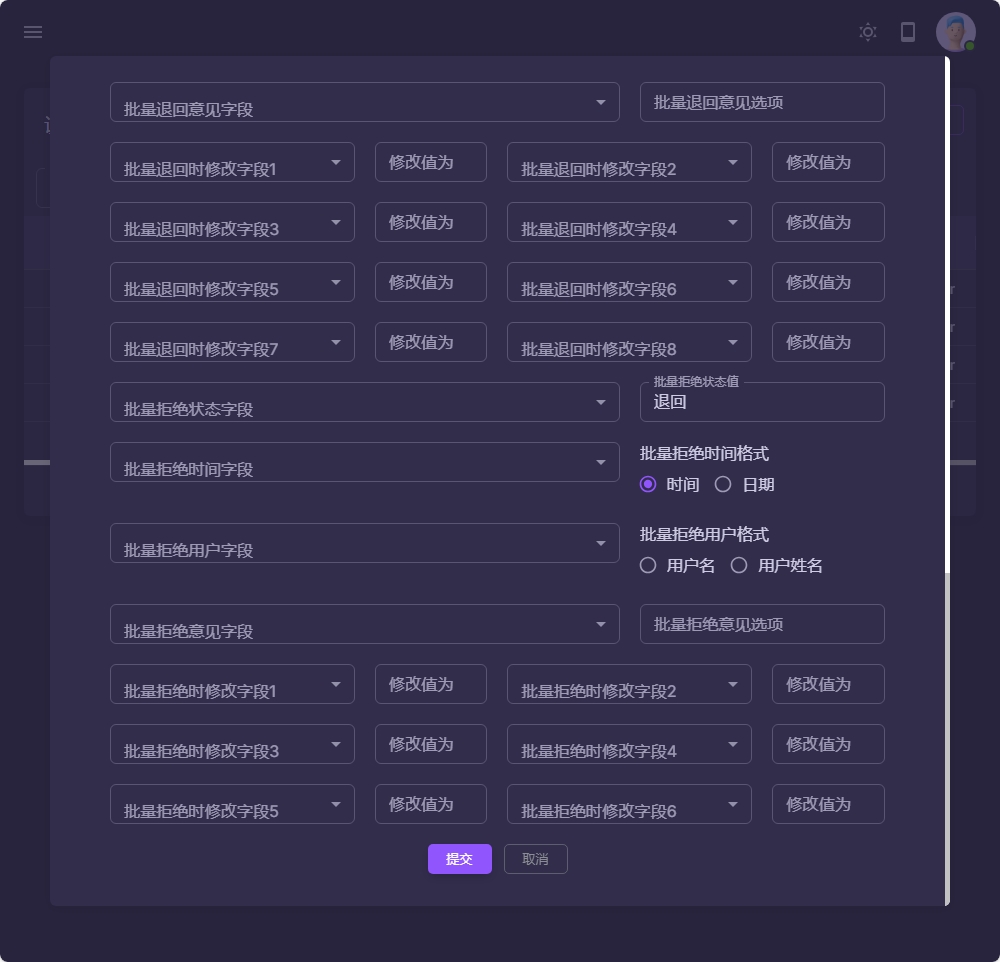 批量退回意见字段 批量退回意见选项
批量退回时修改字段1 修改值为 批量退回时修改字段2 修改值为
批量退回时修改字段3 修改值为 批量退回时修改字段4 修改值为
批量退回时修改字段5 修改值为 批量退回时修改字段6 修改值为
批量退回时修改字段7 修改值为 批量退回时修改字段8 修改值为
批量拒绝状态值
批量拒绝状态字段 退回
批量拒绝时间字段 批量拒绝时间格式
时间 日期
批量拒绝用户字段 批量拒绝用户格式
用户名 用户姓名
批量拒绝意见字段 批量拒绝意见选项
批量拒绝时修改字段1 修改值为 批量拒绝时修改字段2 修改值为
批量拒绝时修改字段3 修改值为 批量拒绝时修改字段4 修改值为
批量拒绝时修改字段5 修改值为 批量拒绝时修改字段6 修改值为
提交 取消